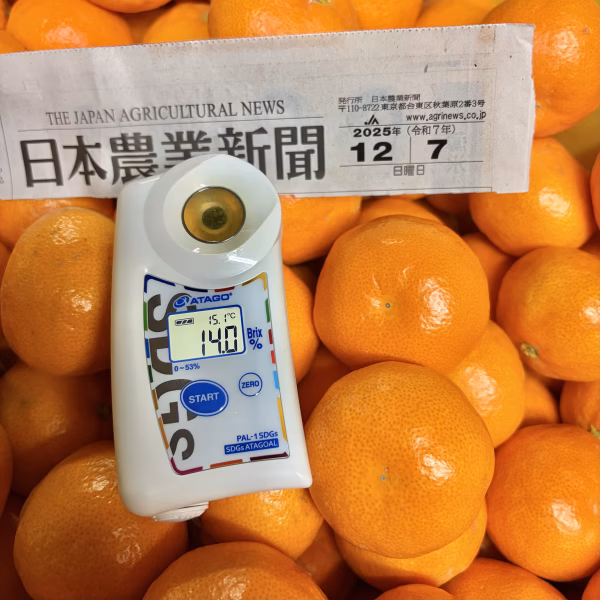 THE JAPAN AGRICULTURAL NEWS
日本農業新聞
発行所 日本農業新聞
〒110-8722 東京都台東区秋葉原2番3号
JA www.agrinews.co.jp
2025年 (令和7年)
12 7
日曜日
ATAGO®
15.1℃
14.0 Brix %
0~53%
START ZERO
SDGs
PAL-1 SDGs
SDGs ATAGOAL